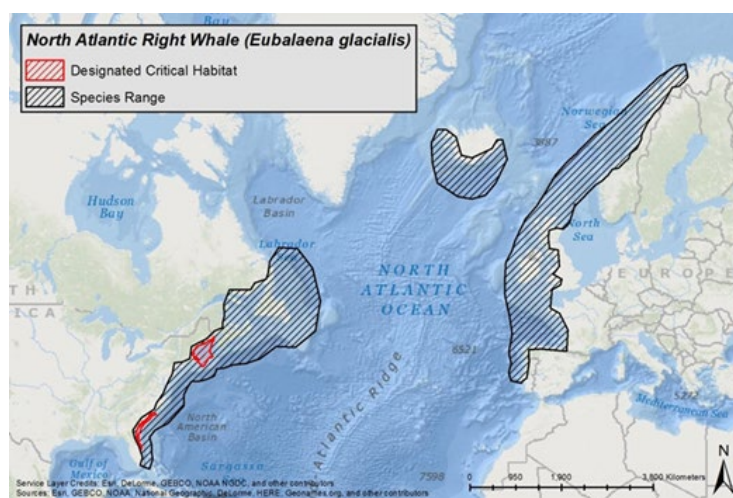 North Atlantic Right Whale (Eubalaena glacialis)
Designated Critical Habitat
Species Range
Norwegian
Sea
3887
Hudson
Bay
Labrador
Basin
Labrador
North
Sea
NORTH
ATLANTIC
OCEAN
EUROPE
6521
Atlantic Ridge
5272
Mediterranean Sea
North
American
Basin
Gulf of
Mexico
Sargasso
7598
N
0 950 1,900 3,800 Kilometers
Service Layer Credits: Esri, DeLorme, GEBCO, NOAA NGDC, and other contributors
Sources: Esri, GEBCO, NOAA, National Geographic, DeLorme, HERE, Geonames.org, and other contributors